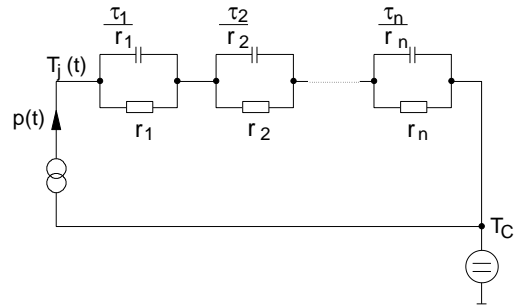 τ1 τ2 τn
r1 r2 rn
Tj (t)
r1 r2 rn
p(t)
TC